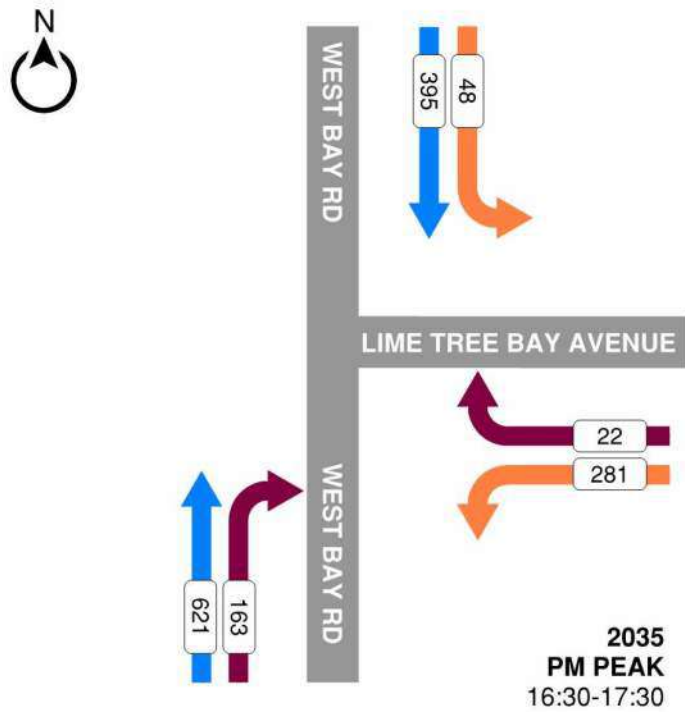 N
WEST BAY RD
395
48
LIME TREE BAY AVENUE
22
281
WEST BAY RD
621
163
2035
PM PEAK
16:30-17:30